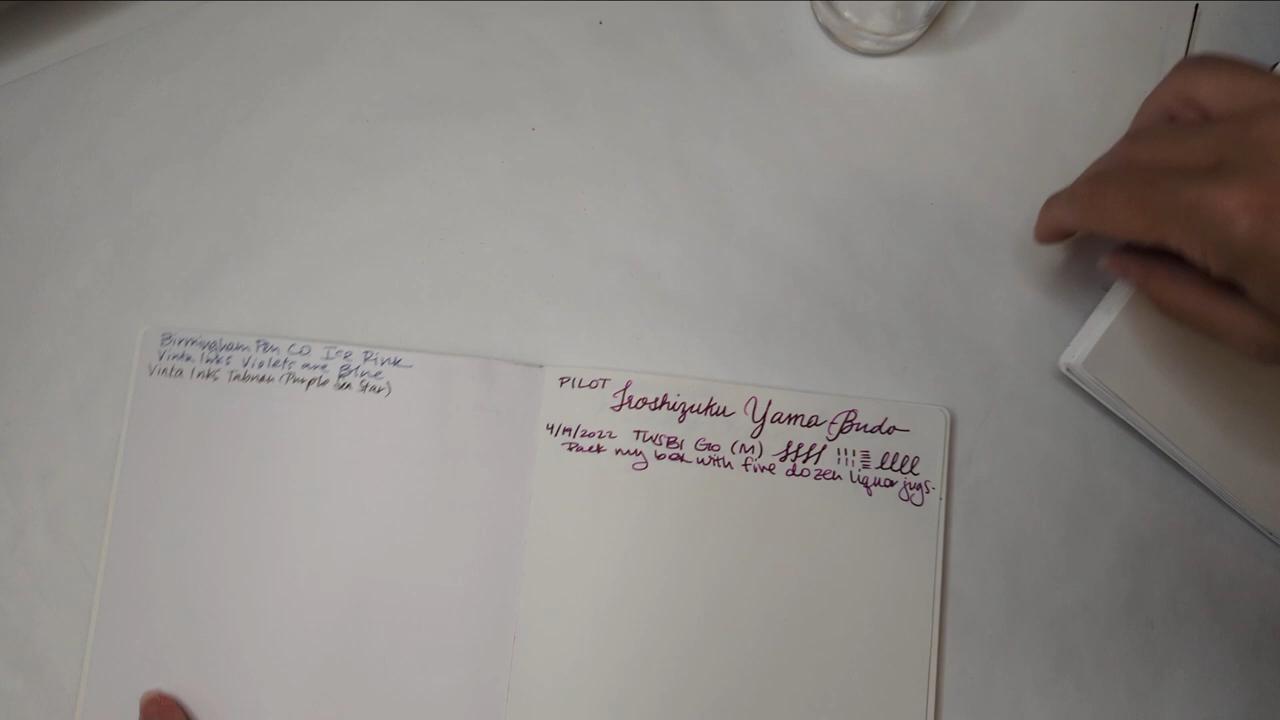 Birmingham Pen CO Ice Rink
Vinta Inks Violets are Blue
Vinta Inks Tabnau (Purple Sea Star)
PILOT Iroshizuku Yama-Budo
4/19/2022 TWSBI Go (M)
Pack my box with five dozen liquor jugs.